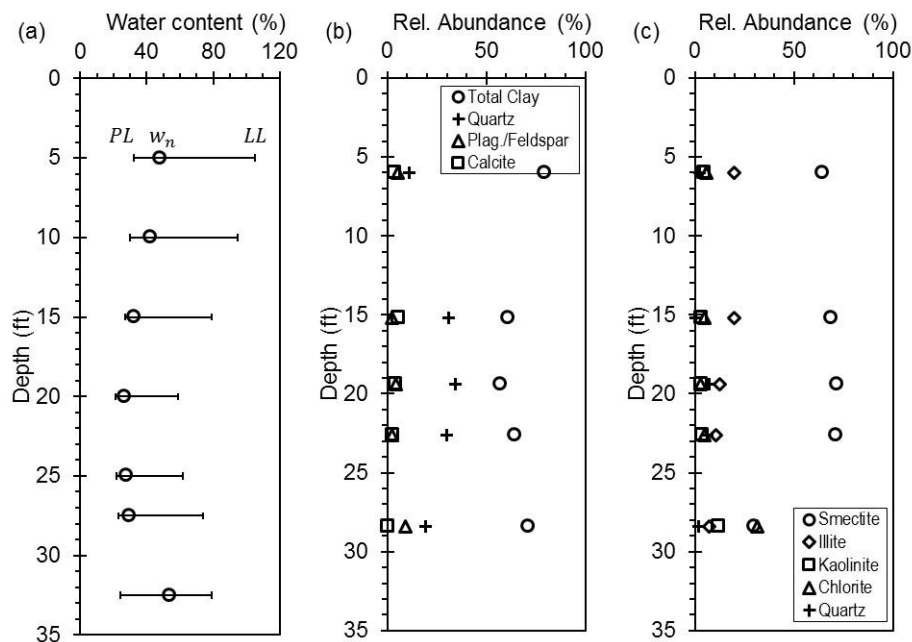 (a)
Water content (%)
0 40 80 120
0
5
10
15
20
25
30
35
Depth (ft)
PL wn LL
(b)
Rel. Abundance (%)
0 50 100
0
5
10
15
20
25
30
35
Depth (ft)
Total Clay
Quartz
Plag./Feldspar
Calcite
(c)
Rel. Abundance (%)
0 50 100
0
5
10
15
20
25
30
35
Depth (ft)
Smectite
Illite
Kaolinite
Chlorite
Quartz